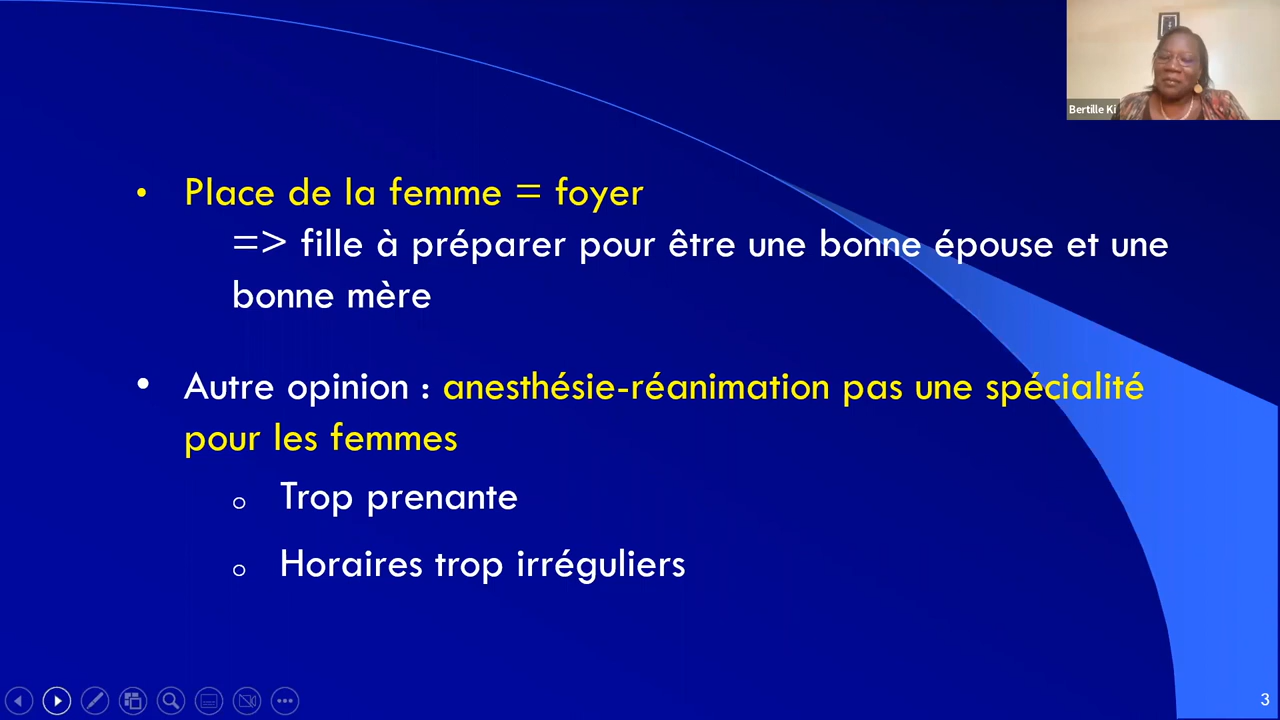 Bertille Ki
• Place de la femme = foyer
=> fille à préparer pour être une bonne épouse et une
bonne mère
• Autre opinion : anesthésie-réanimation pas une spécialité
pour les femmes
o Trop prenante
o Horaires trop irréguliers
3